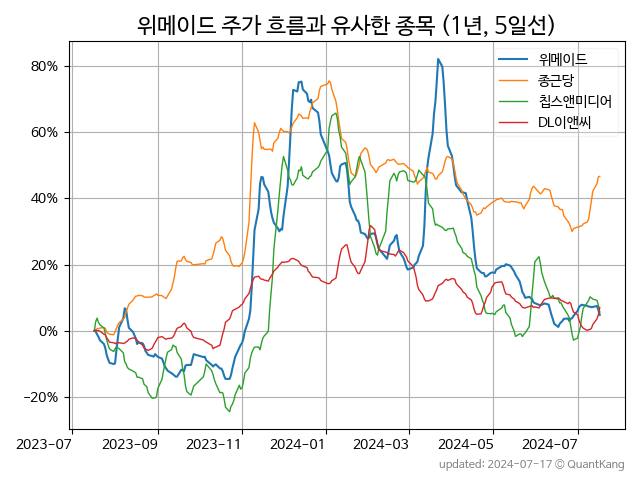 위메이드 주가 흐름과 유사한 종목 (1년, 5일선)
위메이드
종근당
칩스앤미디어
DL이앤씨
80%
60%
40%
20%
0%
−20%
2023-07
2023-09
2023-11
2024-01
2024-03
2024-05
2024-07
updated: 2024-07-17 © QuantKang